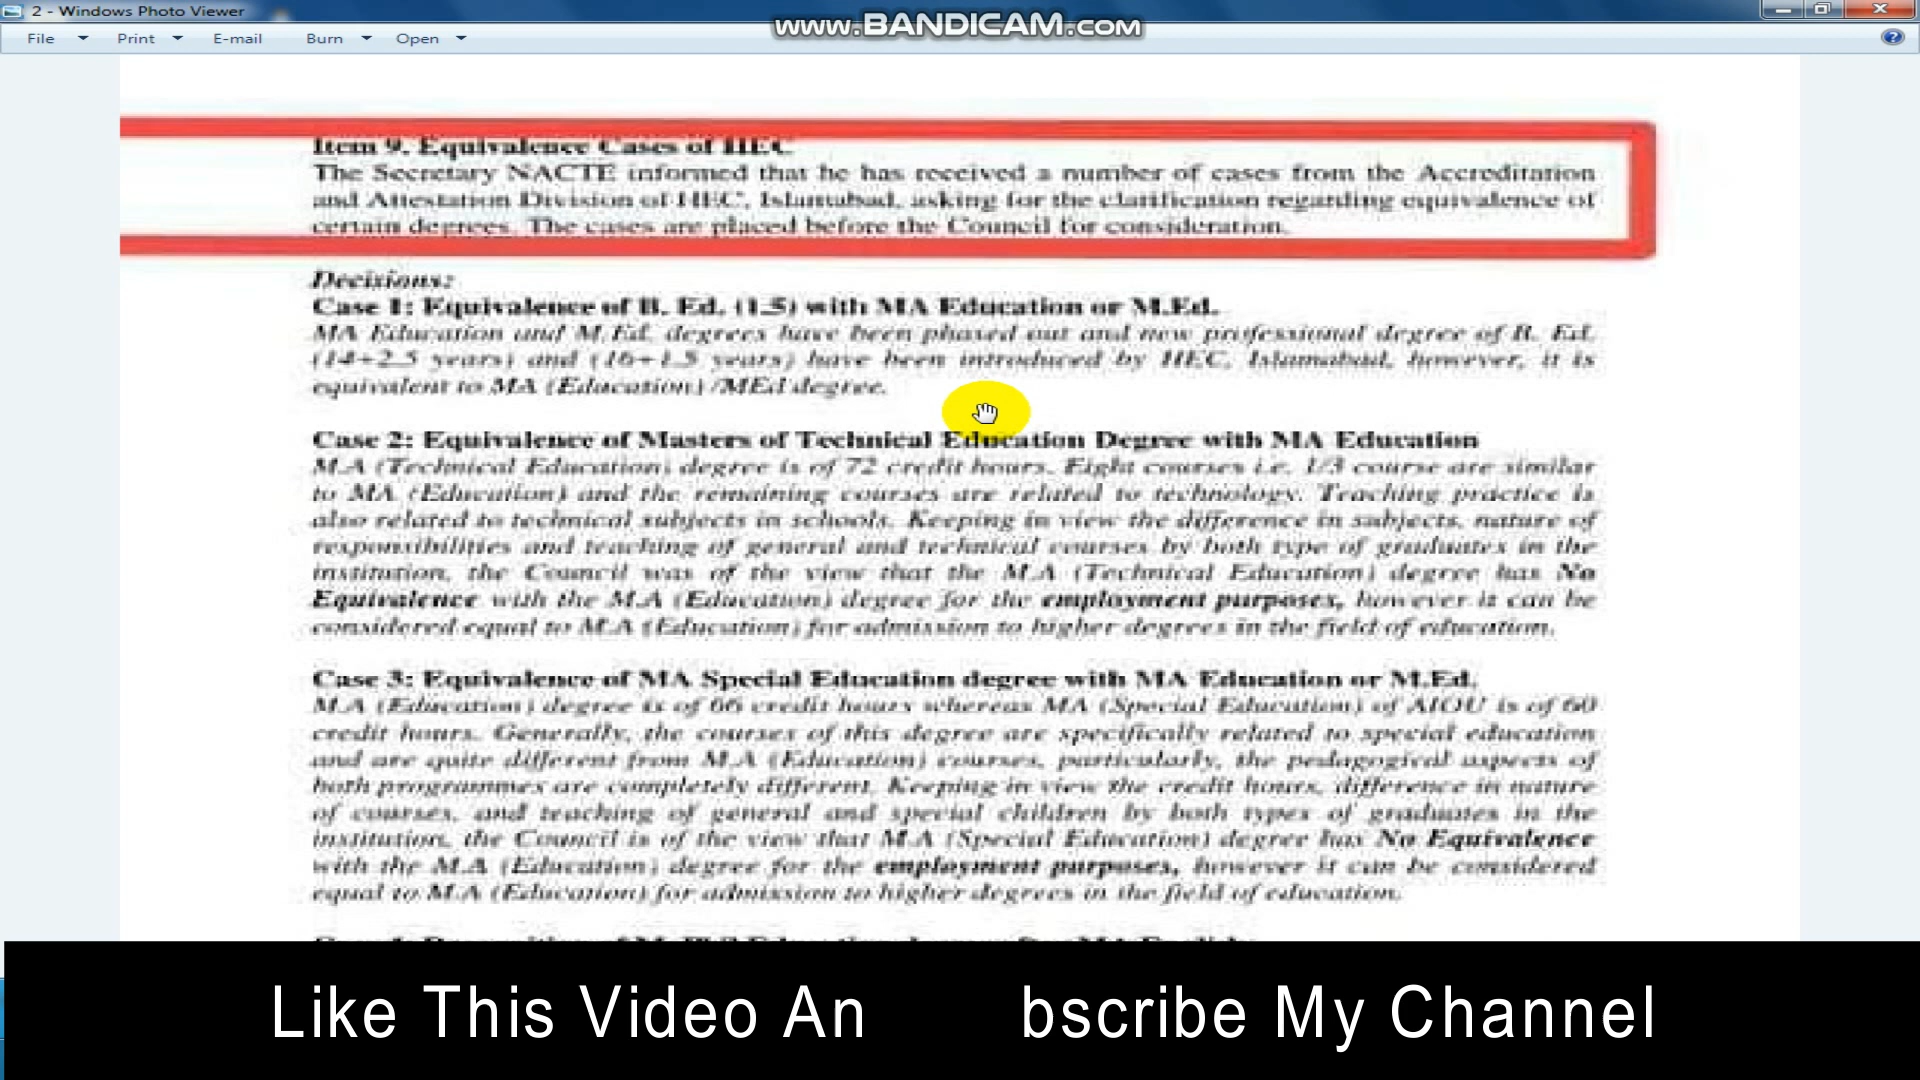 2 - Windows Photo Viewer
www.BANDICAM.com
File Print E-mail Burn Open
Item 9. Equivalence Cases of HEC
The Secretary NACTE informed that he has received a number of cases from the Accreditation
and Attestation Division of HEC, Islamabad, asking for the clarification regarding equivalence of
certain degrees. The cases are placed before the Council for consideration.
Decisions:
Case 1: Equivalence of B. Ed. (1.5) with MA Education or M.Ed.
MA Education and M.Ed. degrees have been phased out and new professional degree of B. Ed.
(14+2.5 years) and (16+1.5 years) have been introduced by HEC, Islamabad, however, it is
equivalent to MA (Education) /MEd degree.
Case 2: Equivalence of Masters of Technical Education Degree with MA Education
M.A (Technical Education) degree is of 72 credit hours. Eight courses i.e. 1/3 course are similar
to MA (Education) and the remaining courses are related to technology. Teaching practice is
also related to technical subjects in schools. Keeping in view the difference in subjects, nature of
responsibilities and teaching of general and technical courses by both type of graduates in the
institution, the Council was of the view that the M.A (Technical Education) degree has No
Equivalence with the M.A (Education) degree for the employment purposes, however it can be
considered equal to M.A (Education) for admission to higher degrees in the field of education.
Case 3: Equivalence of MA Special Education degree with MA Education or M.Ed.
M.A (Education) degree is of 66 credit hours whereas MA (Special Education) of AIOU is of 60
credit hours. Generally, the courses of this degree are specifically related to special education
and are quite different from M.A (Education) courses, particularly, the pedagogical aspects of
both programmes are completely different. Keeping in view the credit hours, difference in nature
of courses, and teaching of general and special children by both types of graduates in the
institution, the Council is of the view that M.A (Special Education) degree has No Equivalence
with the M.A (Education) degree for the employment purposes, however it can be considered
equal to M.A (Education) for admission to higher degrees in the field of education.
Like This Video An bscribe My Channel